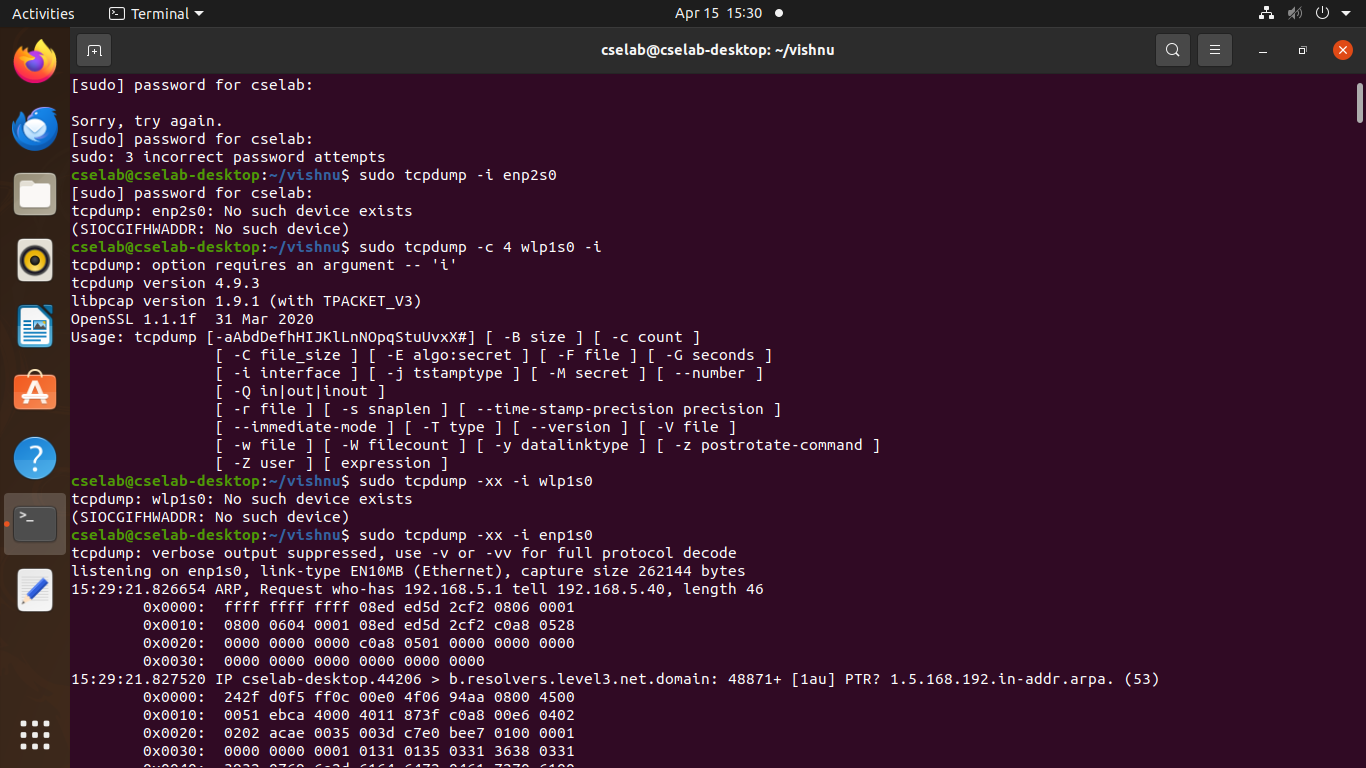 Activities
Terminal
Apr 15 15:30
cselab@cselab-desktop: ~/vishnu
[sudo] password for cselab:
Sorry, try again.
[sudo] password for cselab:
sudo: 3 incorrect password attempts
cselab@cselab-desktop:~/vishnu$ sudo tcpdump -i enp2s0
[sudo] password for cselab:
tcpdump: enp2s0: No such device exists
(SIOCGIFHWADDR: No such device)
cselab@cselab-desktop:~/vishnu$ sudo tcpdump -c 4 wlp1s0 -i
tcpdump: option requires an argument -- 'i'
tcpdump version 4.9.3
libpcap version 1.9.1 (with TPACKET_V3)
OpenSSL 1.1.1f  31 Mar 2020
Usage: tcpdump [-aAbdDefhHIJKlLnNOpqStuUvxX#] [ -B size ] [ -c count ]
                [ -C file_size ] [ -E algo:secret ] [ -F file ] [ -G seconds ]
                [ -i interface ] [ -j tstamptype ] [ -M secret ] [ --number ]
                [ -Q in|out|inout ]
                [ -r file ] [ -s snaplen ] [ --time-stamp-precision precision ]
                [ --immediate-mode ] [ -T type ] [ --version ] [ -V file ]
                [ -w file ] [ -W filecount ] [ -y datalinktype ] [ -z postrotate-command ]
                [ -Z user ] [ expression ]
cselab@cselab-desktop:~/vishnu$ sudo tcpdump -xx -i wlp1s0
tcpdump: wlp1s0: No such device exists
(SIOCGIFHWADDR: No such device)
cselab@cselab-desktop:~/vishnu$ sudo tcpdump -xx -i enp1s0
tcpdump: verbose output suppressed, use -v or -vv for full protocol decode
listening on enp1s0, link-type EN10MB (Ethernet), capture size 262144 bytes
15:29:21.826654 ARP, Request who-has 192.168.5.1 tell 192.168.5.40, length 46
        0x0000:  ffff ffff ffff 08ed ed5d 2cf2 0806 0001
        0x0010:  0800 0604 0001 08ed ed5d 2cf2 c0a8 0528
        0x0020:  0000 0000 0000 c0a8 0501 0000 0000 0000
        0x0030:  0000 0000 0000 0000 0000 0000
15:29:21.827520 IP cselab-desktop.44206 > b.resolvers.level3.net.domain: 48871+ [1au] PTR? 1.5.168.192.in-addr.arpa. (53)
        0x0000:  242f d0f5 ff0c 00e0 4f06 94aa 0800 4500
        0x0010:  0051 ebca 4000 4011 873f c0a8 00e6 0402
        0x0020:  0202 acae 0035 003d c7e0 bee7 0100 0001
        0x0030:  0000 0000 0001 0131 0135 0331 3638 0331